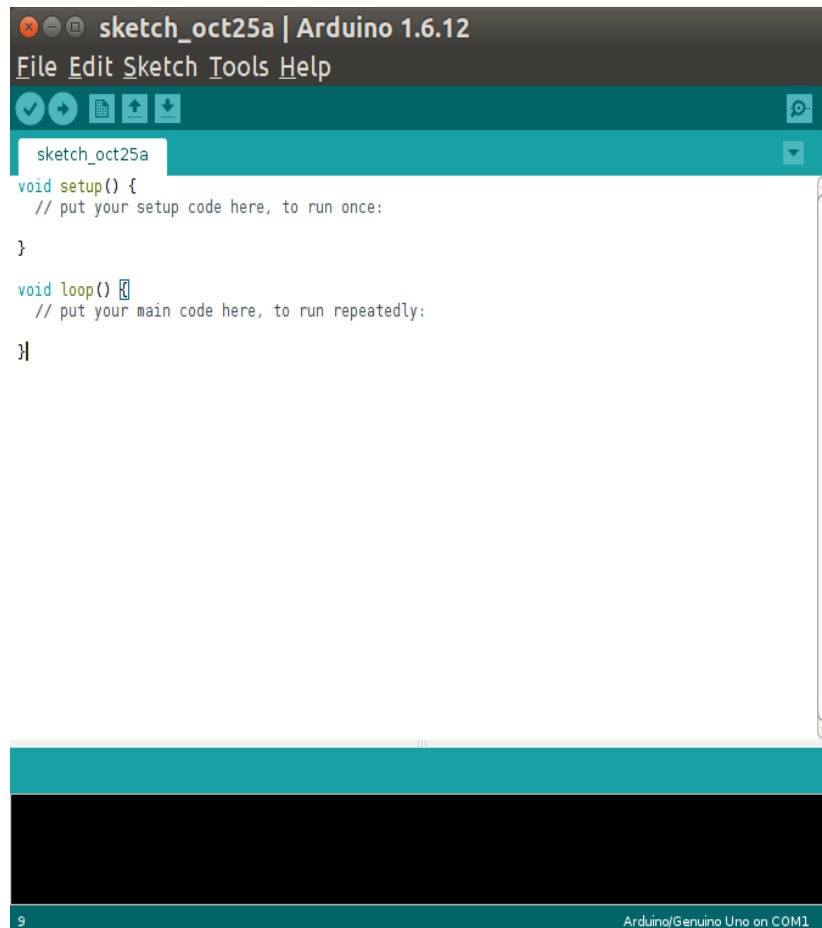 sketch_oct25a | Arduino 1.6.12
File Edit Sketch Tools Help
sketch_oct25a
void setup() {
  // put your setup code here, to run once:
}
void loop() {
  // put your main code here, to run repeatedly:
}
9 Arduino/Genuino Uno on COM1